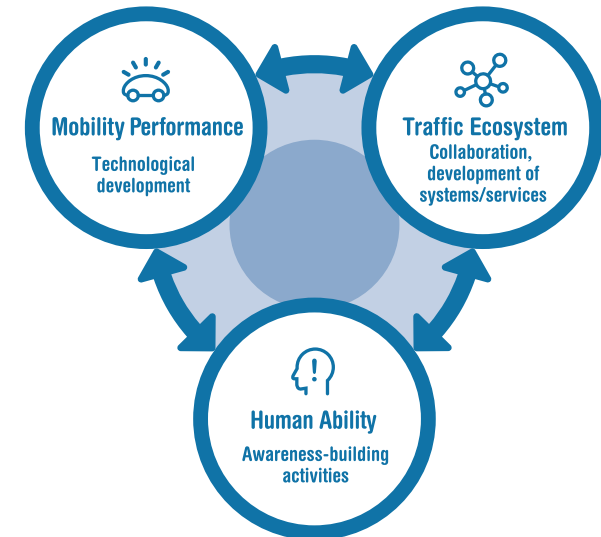 Mobility Performance
Technological
development
Traffic Ecosystem
Collaboration,
development of
systems/services
Human Ability
Awareness-building
activities